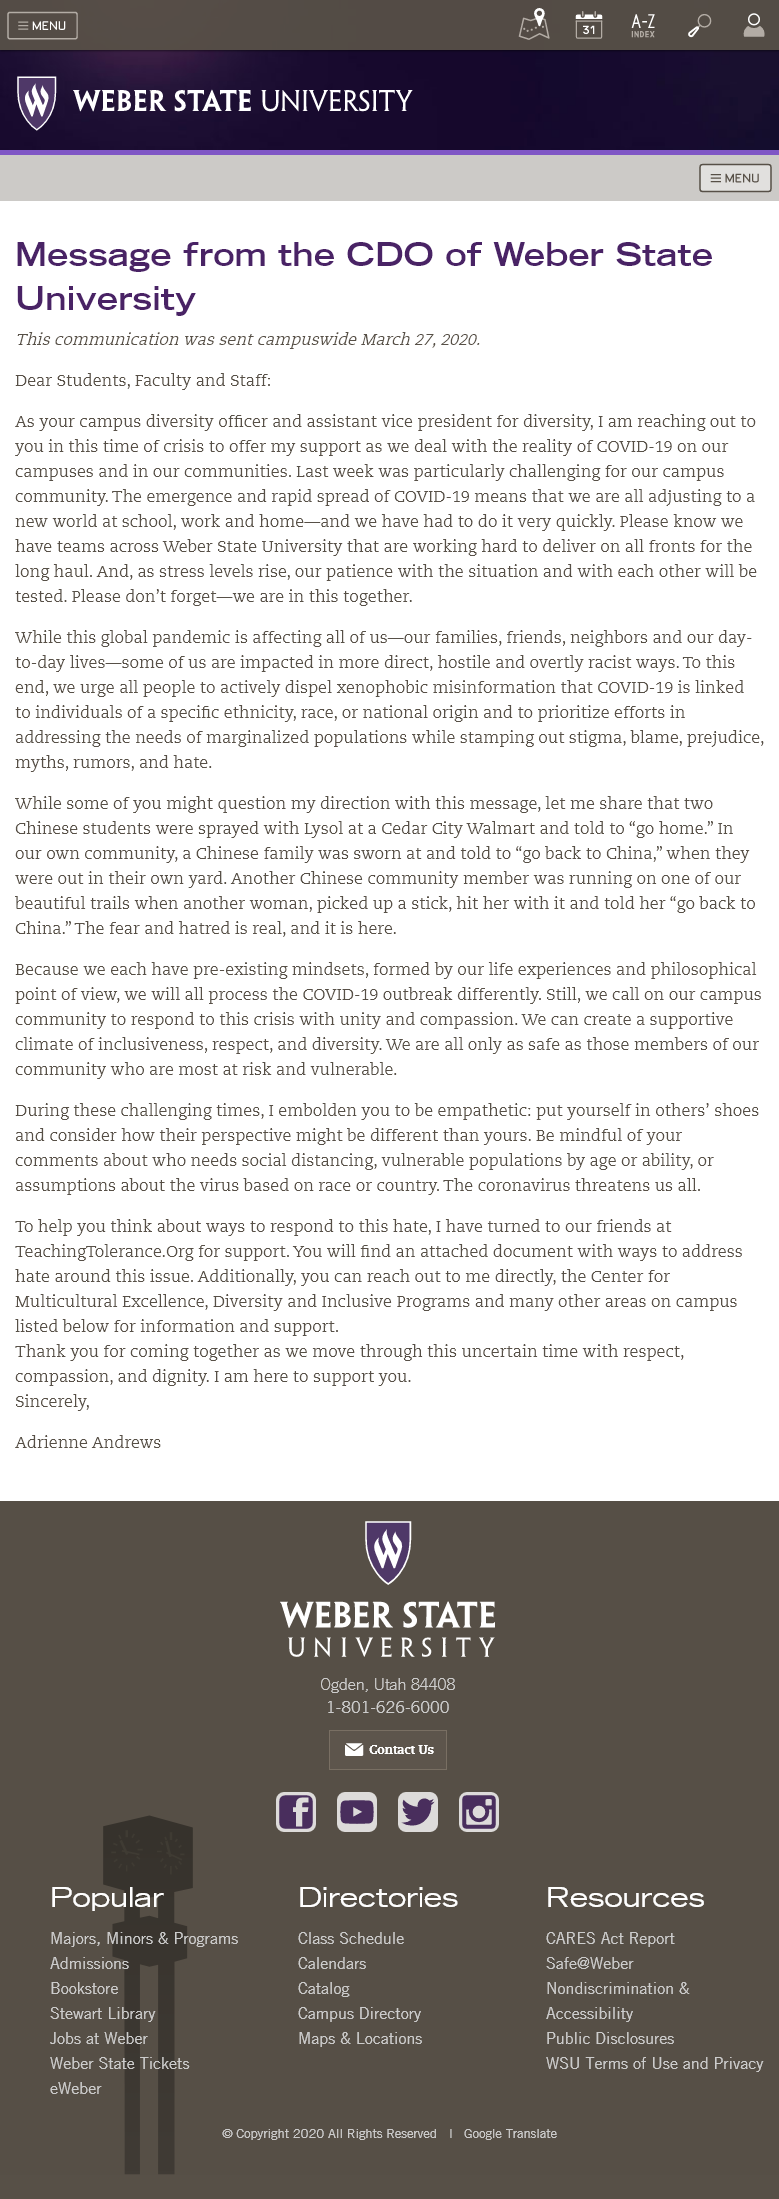 MENU
31
A-Z
INDEX
WEBER STATE UNIVERSITY
MENU
Message from the CDO of Weber State
University
This communication was sent campuswide March 27, 2020.
Dear Students, Faculty and Staff:
As your campus diversity officer and assistant vice president for diversity, I am reaching out to
you in this time of crisis to offer my support as we deal with the reality of COVID-19 on our
campuses and in our communities. Last week was particularly challenging for our campus
community. The emergence and rapid spread of COVID-19 means that we are all adjusting to a
new world at school, work and home—and we have had to do it very quickly. Please know we
have teams across Weber State University that are working hard to deliver on all fronts for the
long haul. And, as stress levels rise, our patience with the situation and with each other will be
tested. Please don’t forget—we are in this together.
While this global pandemic is affecting all of us—our families, friends, neighbors and our day-
to-day lives—some of us are impacted in more direct, hostile and overtly racist ways. To this
end, we urge all people to actively dispel xenophobic misinformation that COVID-19 is linked
to individuals of a specific ethnicity, race, or national origin and to prioritize efforts in
addressing the needs of marginalized populations while stamping out stigma, blame, prejudice,
myths, rumors, and hate.
While some of you might question my direction with this message, let me share that two
Chinese students were sprayed with Lysol at a Cedar City Walmart and told to “go home.” In
our own community, a Chinese family was sworn at and told to “go back to China,” when they
were out in their own yard. Another Chinese community member was running on one of our
beautiful trails when another woman, picked up a stick, hit her with it and told her “go back to
China.” The fear and hatred is real, and it is here.
Because we each have pre-existing mindsets, formed by our life experiences and philosophical
point of view, we will all process the COVID-19 outbreak differently. Still, we call on our campus
community to respond to this crisis with unity and compassion. We can create a supportive
climate of inclusiveness, respect, and diversity. We are all only as safe as those members of our
community who are most at risk and vulnerable.
During these challenging times, I embolden you to be empathetic: put yourself in others’ shoes
and consider how their perspective might be different than yours. Be mindful of your
comments about who needs social distancing, vulnerable populations by age or ability, or
assumptions about the virus based on race or country. The coronavirus threatens us all.
To help you think about ways to respond to this hate, I have turned to our friends at
TeachingTolerance.Org for support. You will find an attached document with ways to address
hate around this issue. Additionally, you can reach out to me directly, the Center for
Multicultural Excellence, Diversity and Inclusive Programs and many other areas on campus
listed below for information and support.
Thank you for coming together as we move through this uncertain time with respect,
compassion, and dignity. I am here to support you.
Sincerely,
Adrienne Andrews
WEBER STATE
UNIVERSITY
Ogden, Utah 84408
1-801-626-6000
Contact Us
Popular
Majors, Minors & Programs
Admissions
Bookstore
Stewart Library
Jobs at Weber
Weber State Tickets
eWeber
Directories
Class Schedule
Calendars
Catalog
Campus Directory
Maps & Locations
Resources
CARES Act Report
Safe@Weber
Nondiscrimination &
Accessibility
Public Disclosures
WSU Terms of Use and Privacy
© Copyright 2020 All Rights Reserved | Google Translate